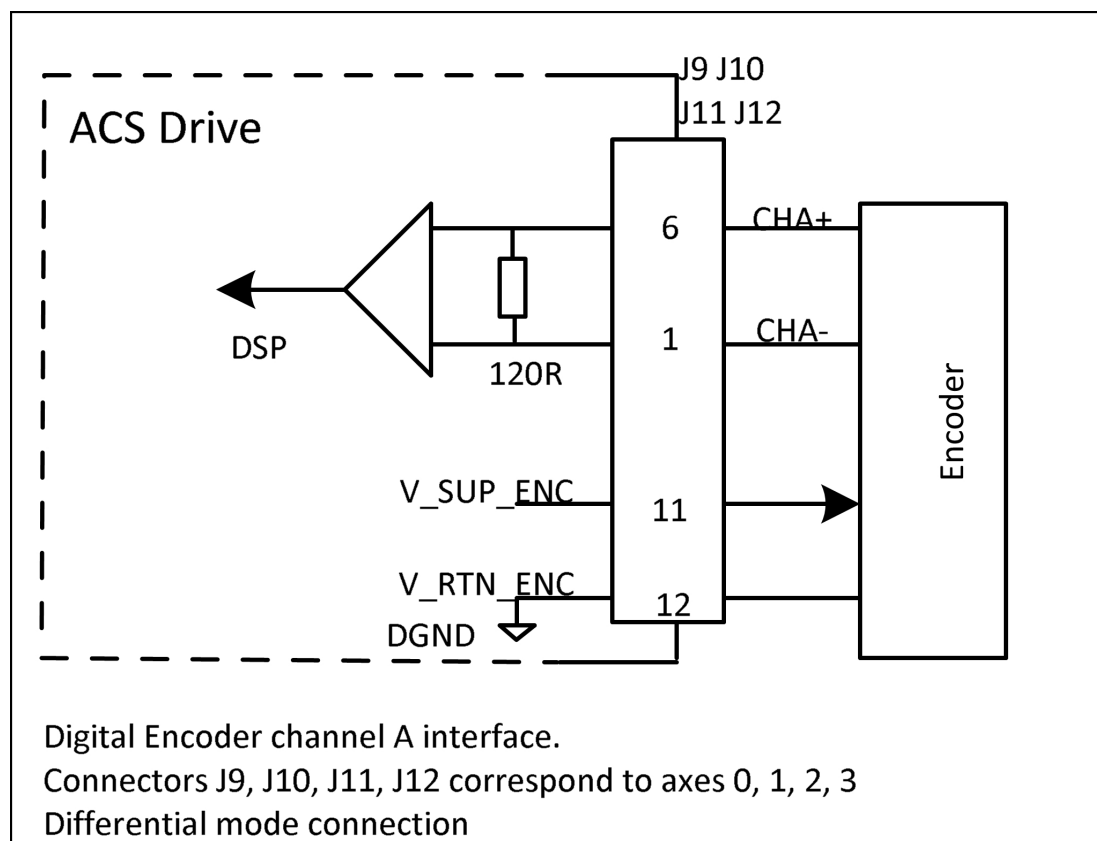 J9 J10
J11 J12
ACS Drive
6
CHA+
1
CHA-
DSP
120R
Encoder
V_SUP_ENC
11
V_RTN_ENC
12
DGND
Digital Encoder channel A interface.
Connectors J9, J10, J11, J12 correspond to axes 0, 1, 2, 3
Differential mode connection